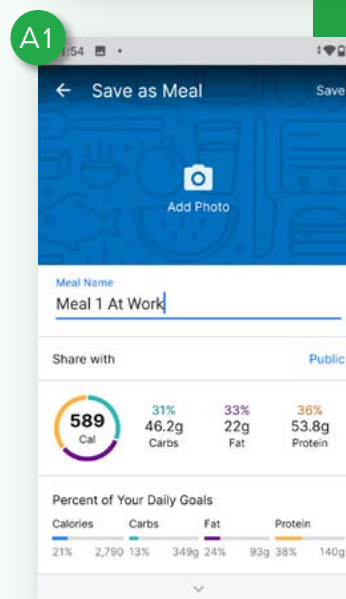 A1
:54
Save as Meal
Save
Add Photo
Meal Name
Meal 1 At Work
Share with
Public
589
Cal
31%
46.2g
Carbs
33%
22g
Fat
36%
53.8g
Protein
Percent of Your Daily Goals
Calories Carbs Fat Protein
21% 2,790 13% 349g 24% 93g 38% 140g